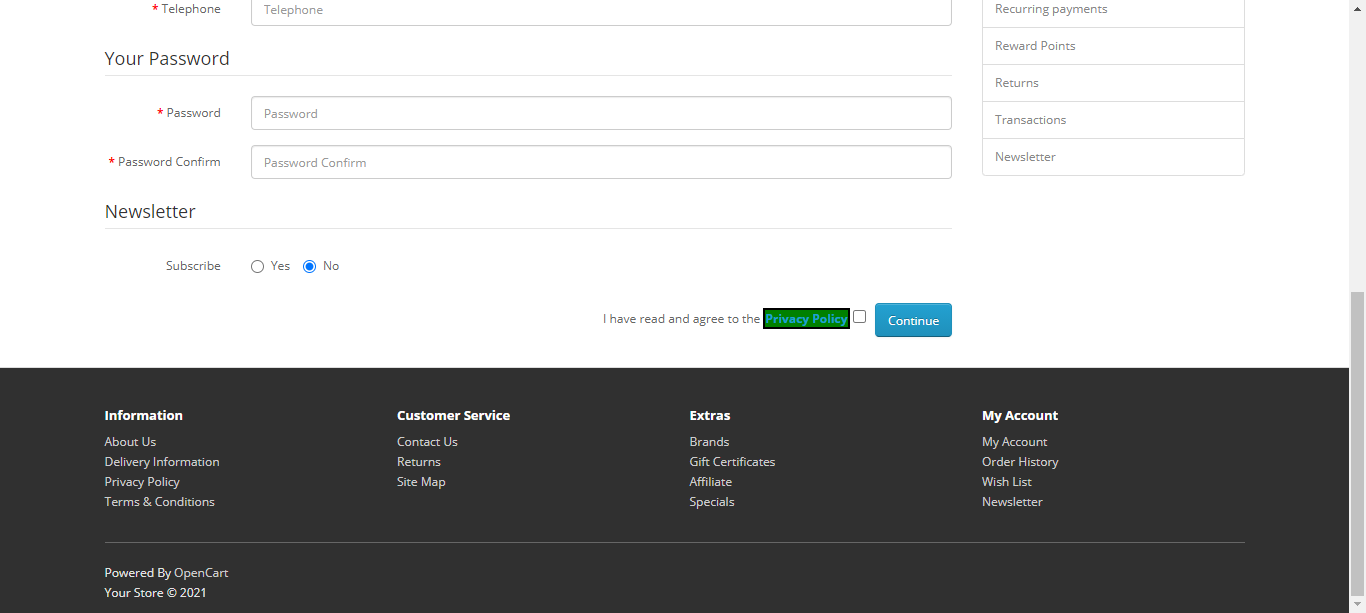 * Telephone
Telephone
Your Password
* Password
Password
* Password Confirm
Password Confirm
Newsletter
Subscribe
Yes
No
I have read and agree to the Privacy Policy
Continue
Recurring payments
Reward Points
Returns
Transactions
Newsletter
Information
About Us
Delivery Information
Privacy Policy
Terms & Conditions
Customer Service
Contact Us
Returns
Site Map
Extras
Brands
Gift Certificates
Affiliate
Specials
My Account
My Account
Order History
Wish List
Newsletter
Powered By OpenCart
Your Store © 2021